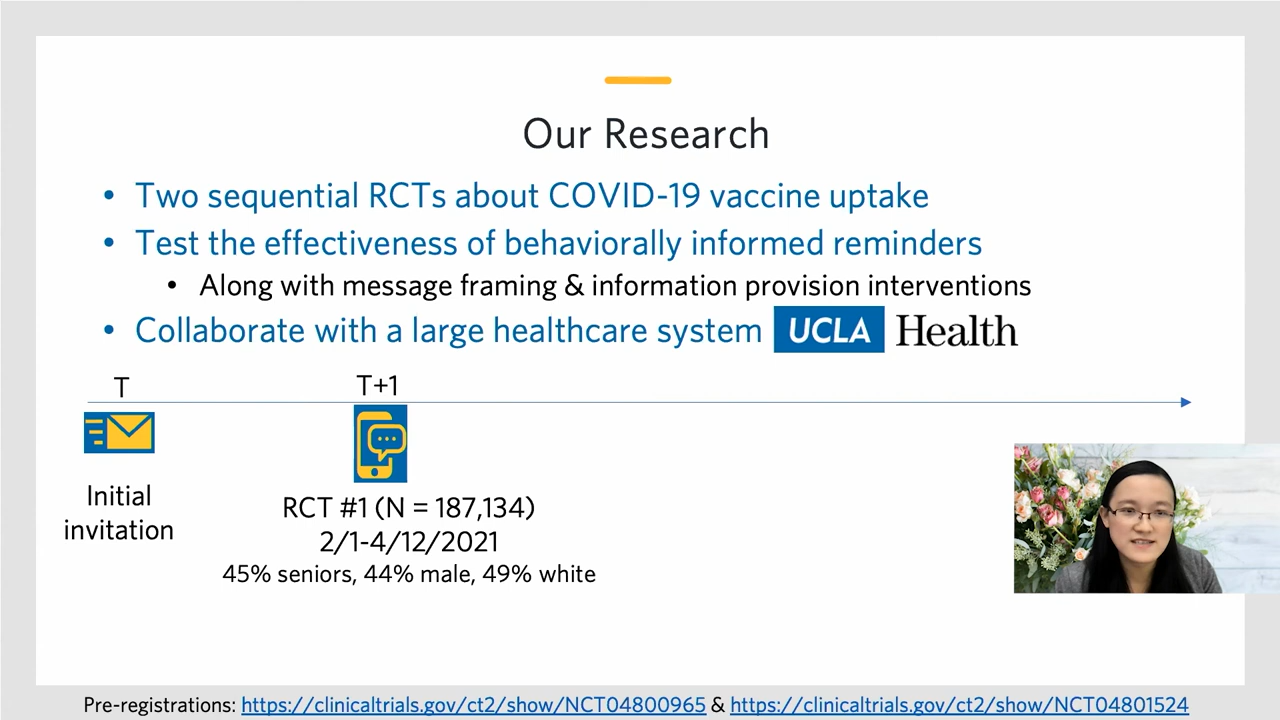 Our Research
• Two sequential RCTs about COVID-19 vaccine uptake
• Test the effectiveness of behaviorally informed reminders
• Along with message framing & information provision interventions
• Collaborate with a large healthcare system UCLA Health
T
T+1
Initial
invitation
RCT #1 (N = 187,134)
2/1-4/12/2021
45% seniors, 44% male, 49% white
Pre-registrations: https://clinicaltrials.gov/ct2/show/NCT04800965 & https://clinicaltrials.gov/ct2/show/NCT04801524